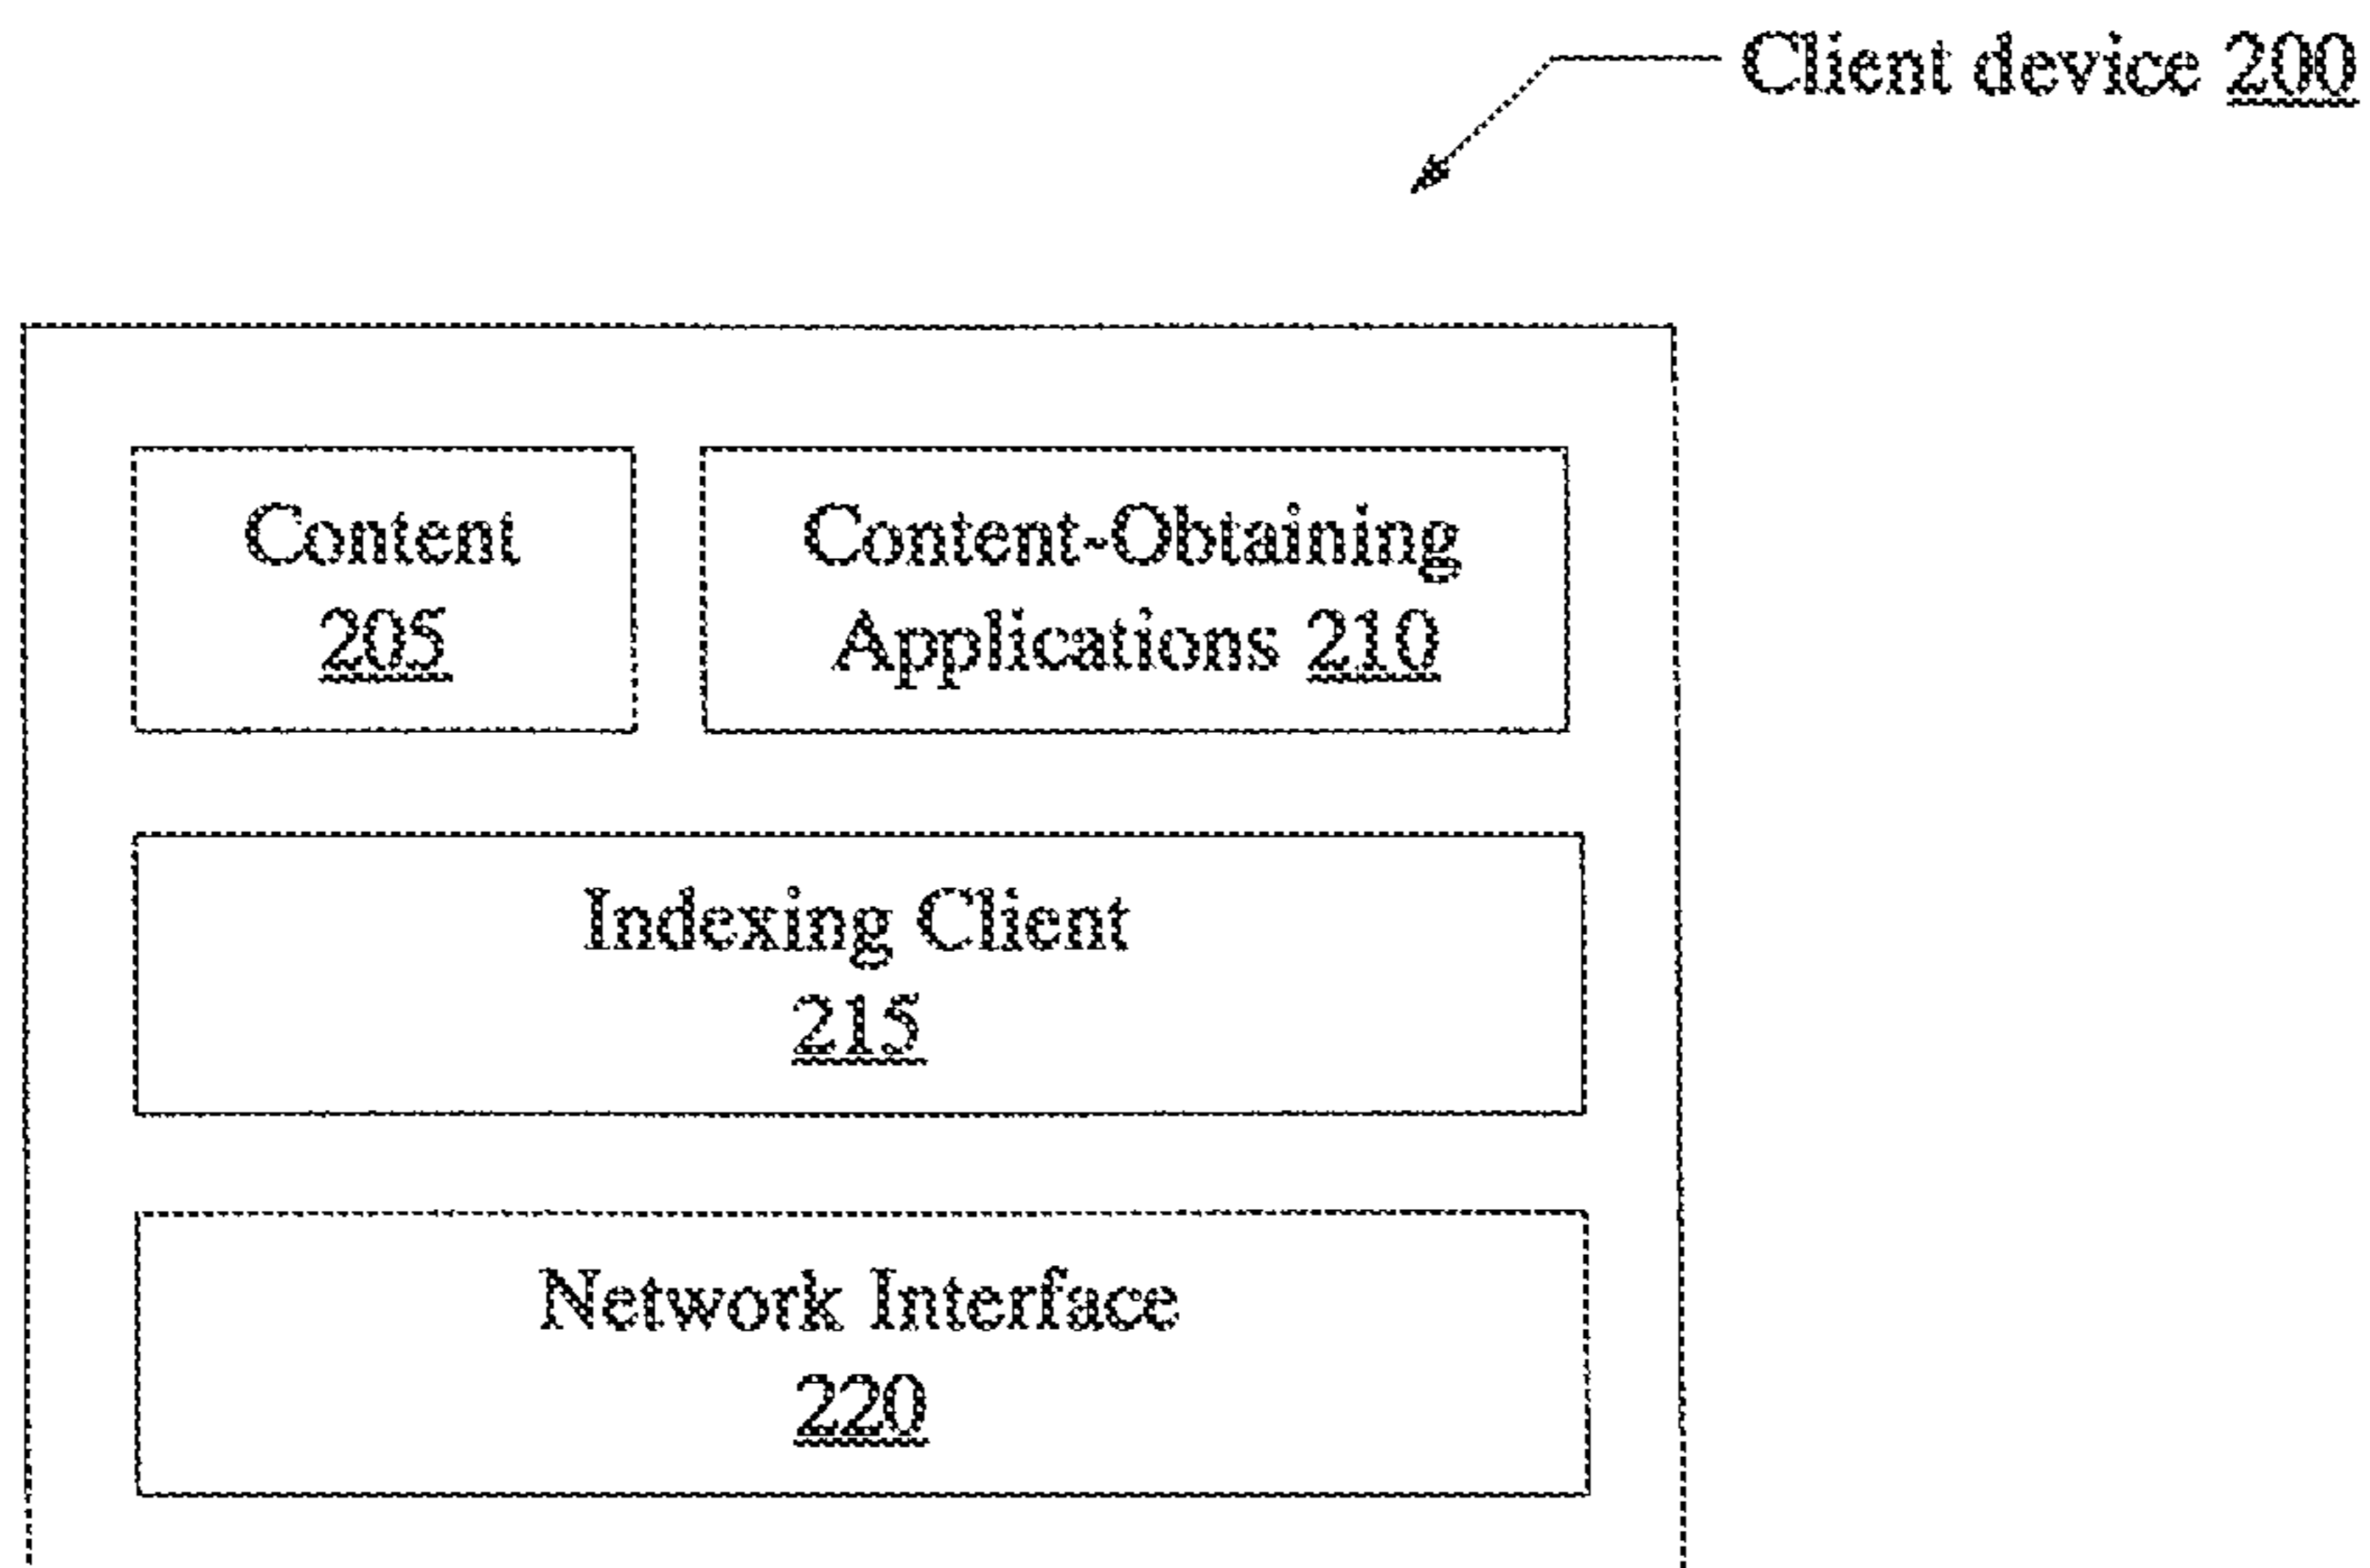 Client device 200
Content
205
Content-Obtaining
Applications 210
Indexing Client
215
Network Interface
220